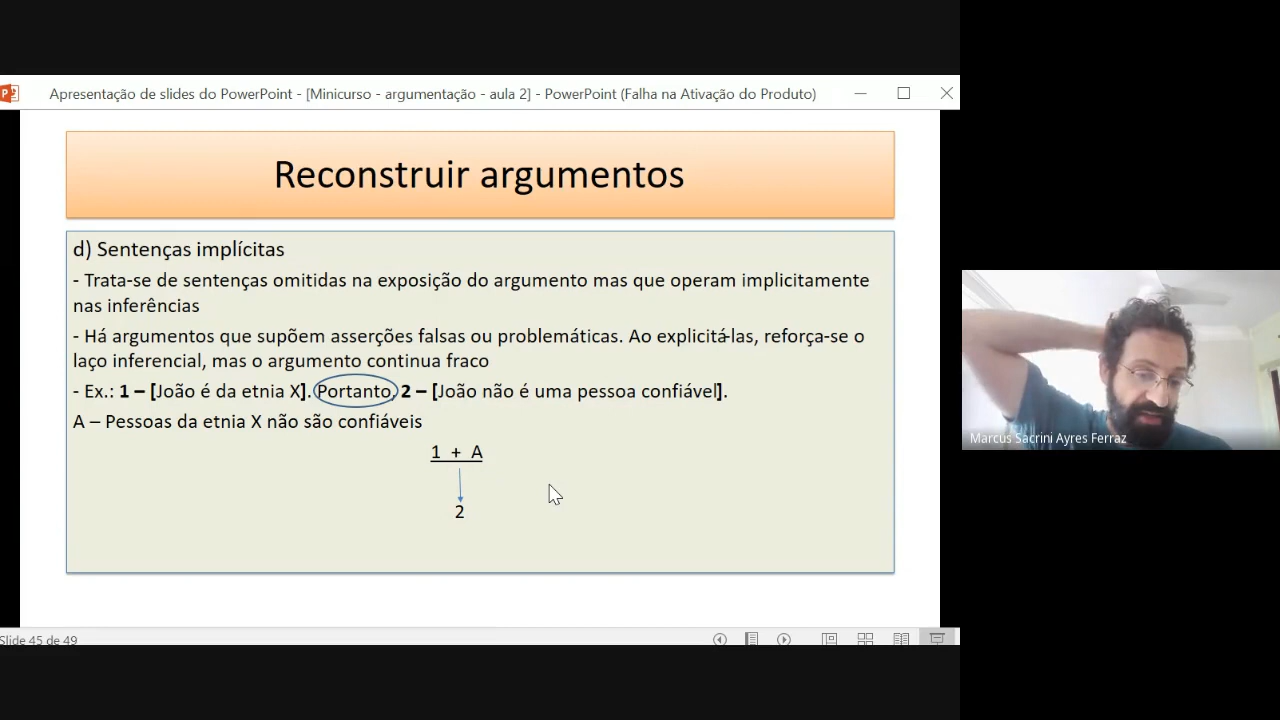 Apresentação de slides do PowerPoint - [Minicurso - argumentação - aula 2] - PowerPoint (Falha na Ativação do Produto)
Reconstruir argumentos
d) Sentenças implícitas
- Trata-se de sentenças omitidas na exposição do argumento mas que operam implicitamente
nas inferências
- Há argumentos que supõem asserções falsas ou problemáticas. Ao explicitá-las, reforça-se o
laço inferencial, mas o argumento continua fraco
- Ex.: 1 – [João é da etnia X]. Portanto, 2 – [João não é uma pessoa confiável].
A – Pessoas da etnia X não são confiáveis
1 + A
2
Marcus Sacrini Ayres Ferraz
Slide 45 de 49